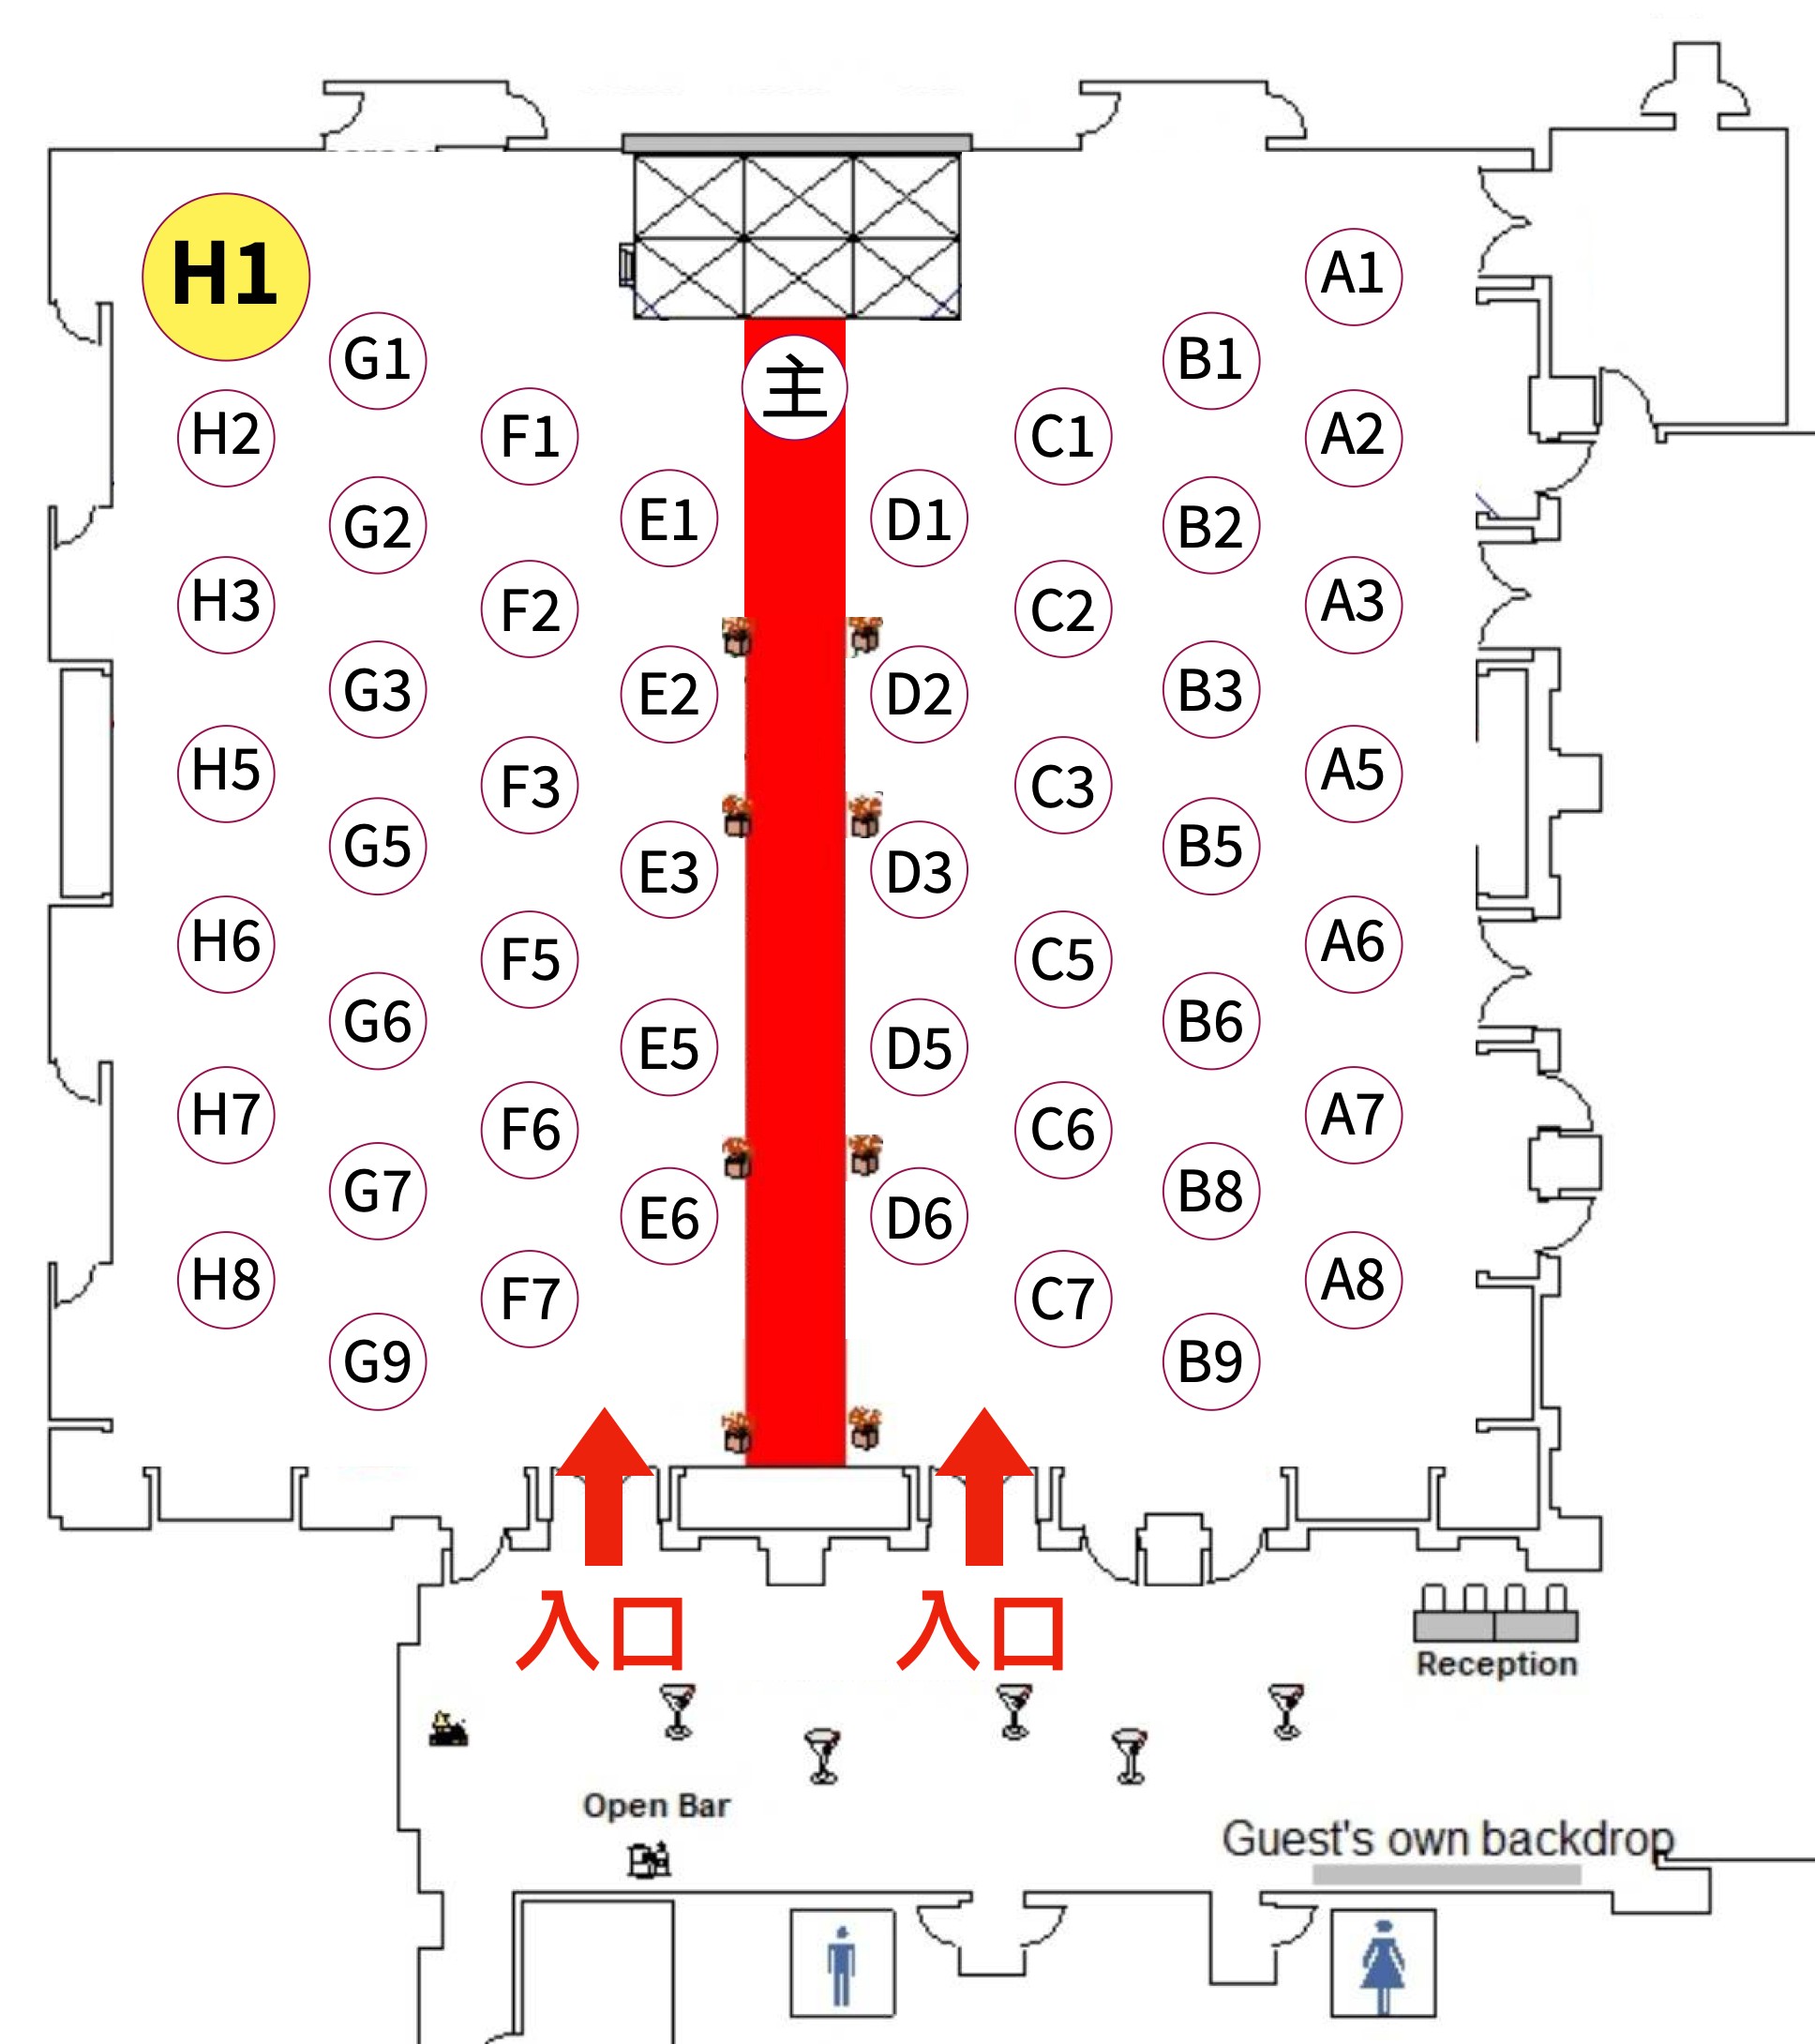 H1
A1
G1
B1
主
H2
F1
C1
A2
G2
E1
D1
B2
H3
F2
C2
A3
G3
E2
D2
B3
H5
F3
C3
A5
G5
E3
D3
B5
H6
F5
C5
A6
G6
E5
D5
B6
H7
F6
C6
A7
G7
E6
D6
B8
H8
F7
C7
A8
G9
B9
入口
入口
Reception
Open Bar
Guest's own backdrop